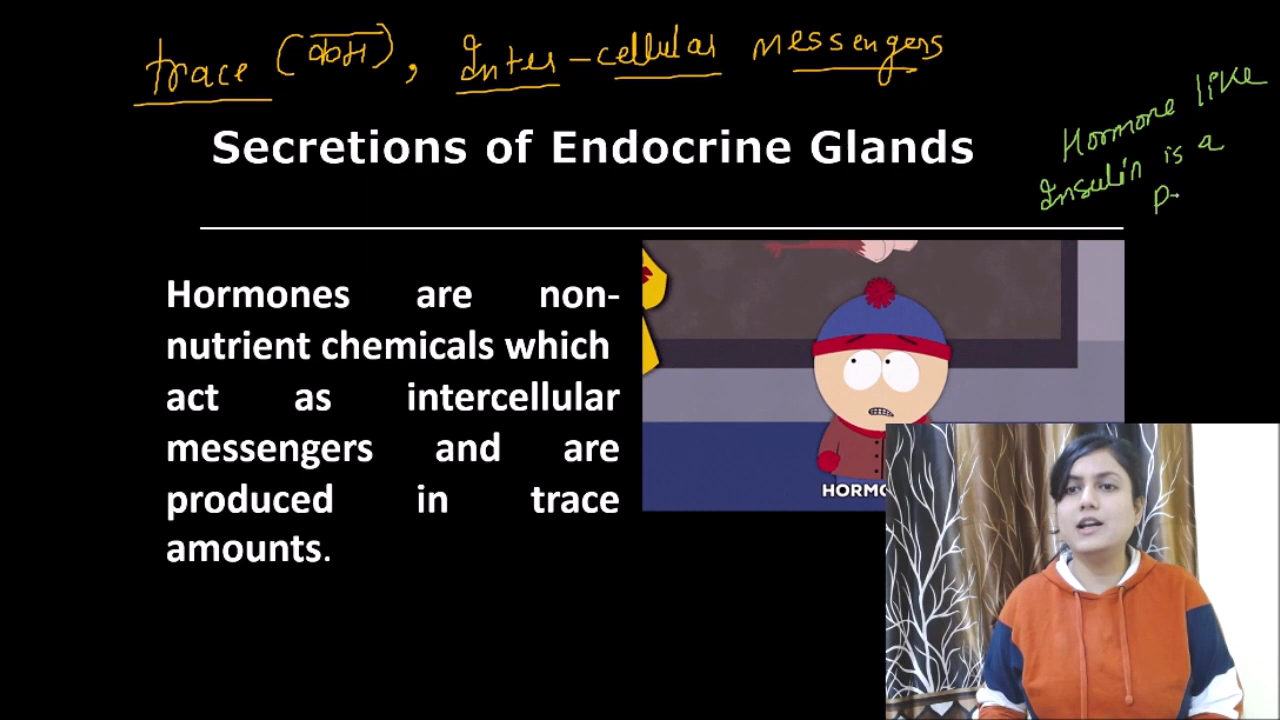 trace (कम), Inter-cellular messengers
Secretions of Endocrine Glands
Hormone like
Insulin is a
P
Hormones are non-
nutrient chemicals which
act as intercellular
messengers and are
produced in trace
amounts.
HORMO